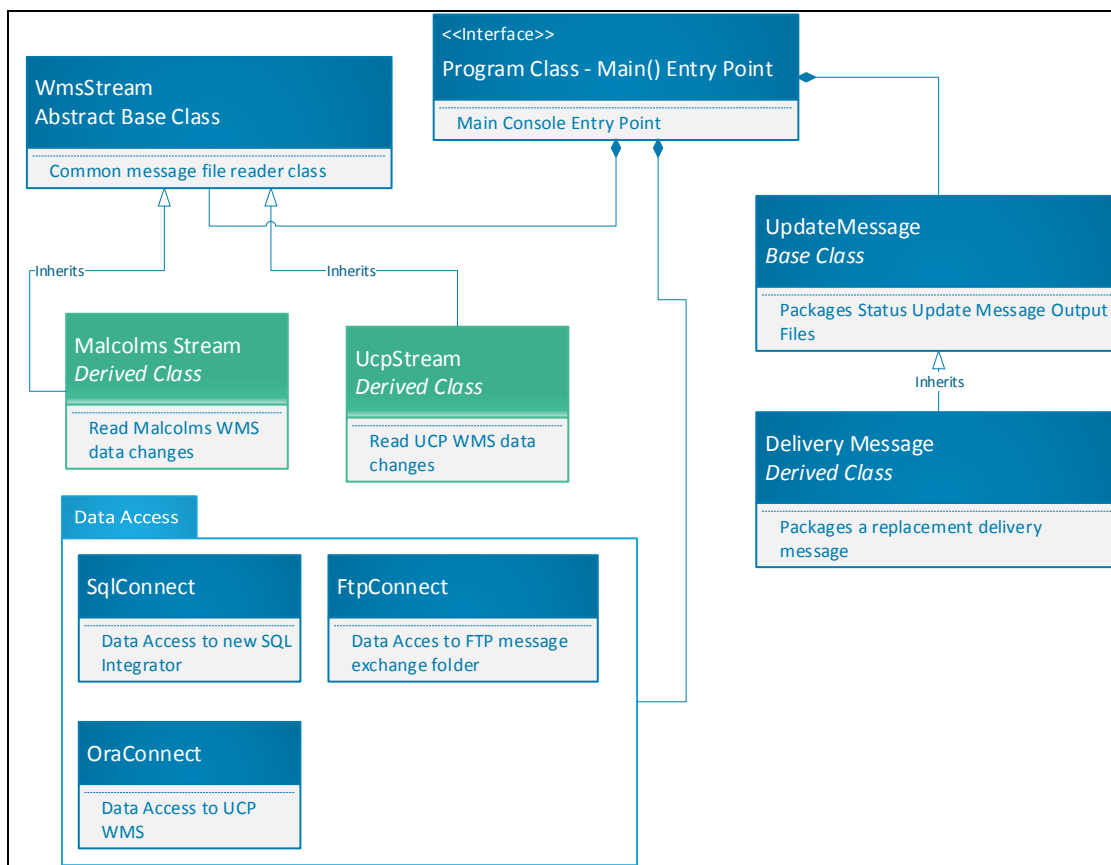 <<Interface>>
Program Class - Main() Entry Point
Main Console Entry Point
WmsStream
Abstract Base Class
Common message file reader class
UpdateMessage
Base Class
Packages Status Update Message Output
Files
Inherits
Inherits
Malcolms Stream
Derived Class
Read Malcolms WMS
data changes
UcpStream
Derived Class
Read UCP WMS data
changes
Inherits
Delivery Message
Derived Class
Packages a replacement delivery
message
Data Access
SqlConnect
Data Access to new SQL
Integrator
FtpConnect
Data Acces to FTP message
exchange folder
OraConnect
Data Access to UCP
WMS